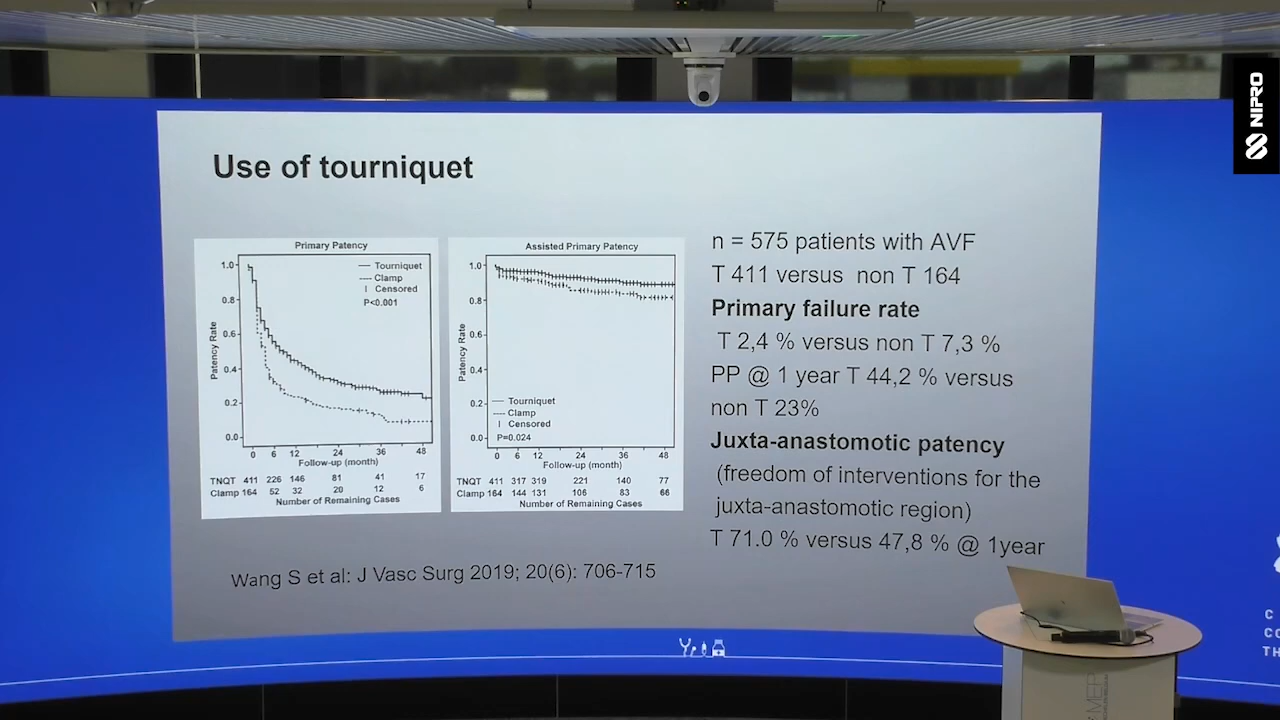 NIPRO
Use of tourniquet
Primary Patency
Tourniquet
Clamp
Censored
P<0.001
Patency Rate
1.0
0.8
0.6
0.4
0.2
0.0
0 6 12 24 36 48
Follow-up (month)
TNQT 411 226 146 81 41 17
Clamp 164 52 32 20 12 6
Number of Remaining Cases
Assisted Primary Patency
Patency Rate
1.0
0.8
0.6
0.4
0.2
0.0
Tourniquet
Clamp
Censored
P=0.024
0 6 12 24 36 48
Follow-up (month)
TNQT 411 317 319 221 140 77
Clamp 164 144 131 106 83 66
Number of Remaining Cases
n = 575 patients with AVF
T 411 versus non T 164
Primary failure rate
T 2,4 % versus non T 7,3 %
PP @ 1 year T 44,2 % versus
non T 23%
Juxta-anastomotic patency
(freedom of interventions for the
juxta-anastomotic region)
T 71.0 % versus 47,8 % @ 1year
Wang S et al: J Vasc Surg 2019; 20(6): 706-715
C
CO
TH
MEP